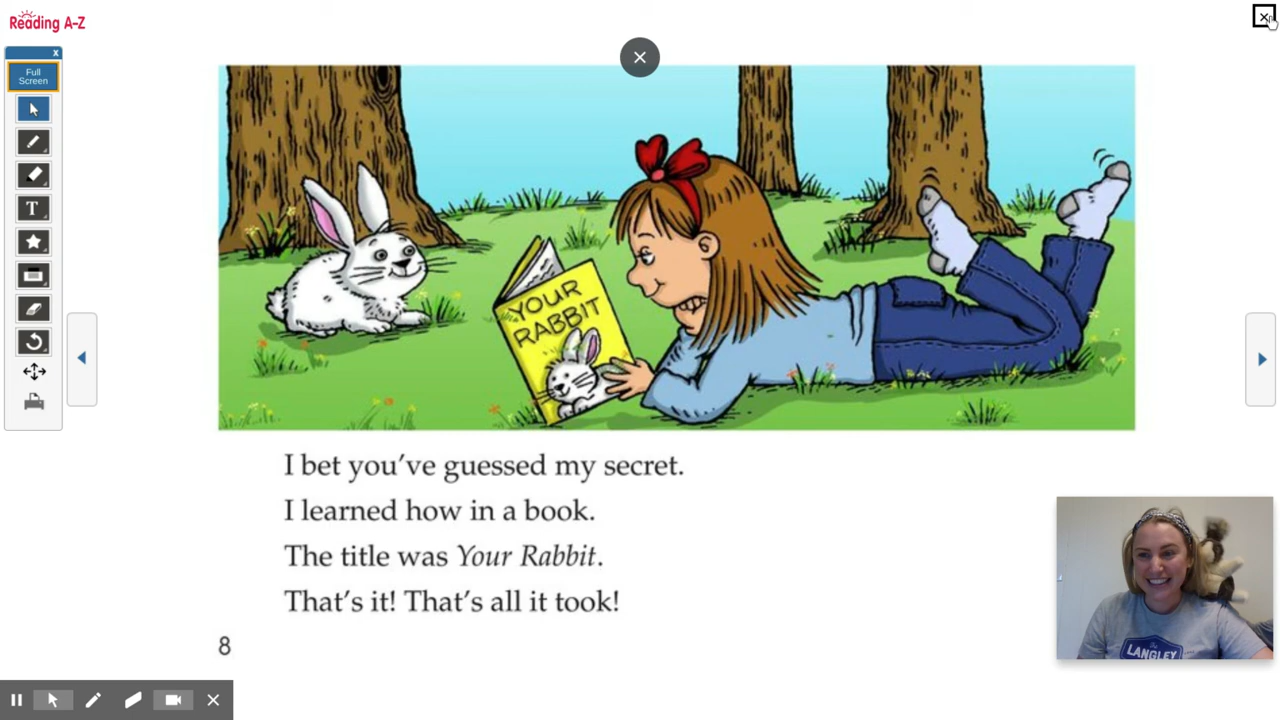 Reading A-Z
x
Full
Screen
T
YOUR
RABBIT
I bet you've guessed my secret.
I learned how in a book.
The title was Your Rabbit.
That's it! That's all it took!
8
The
LANGLEY